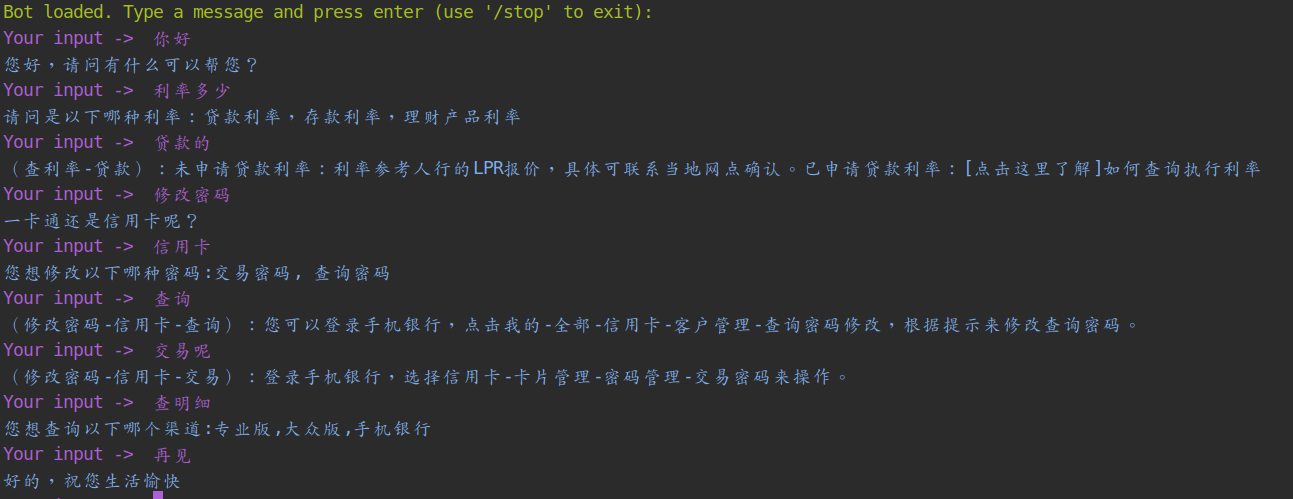 Bot loaded. Type a message and press enter (use '/stop' to exit):
Your input -> 你好
您好，请问有什么可以帮您？
Your input -> 利率多少
请问是以下哪种利率：贷款利率，存款利率，理财产品利率
Your input -> 贷款的
（查利率-贷款）：未申请贷款利率：利率参考人行的LPR报价，具体可联系当地网点确认。已申请贷款利率：[点击这里了解]如何查询执行利率
Your input -> 修改密码
一卡通还是信用卡呢？
Your input -> 信用卡
您想修改以下哪种密码:交易密码, 查询密码
Your input -> 查询
（修改密码-信用卡-查询）：您可以登录手机银行，点击我的-全部-信用卡-客户管理-查询密码修改，根据提示来修改查询密码。
Your input -> 交易呢
（修改密码-信用卡-交易）：登录手机银行，选择信用卡-卡片管理-密码管理-交易密码来操作。
Your input -> 查明细
您想查询以下哪个渠道:专业版,大众版,手机银行
Your input -> 再见
好的，祝您生活愉快